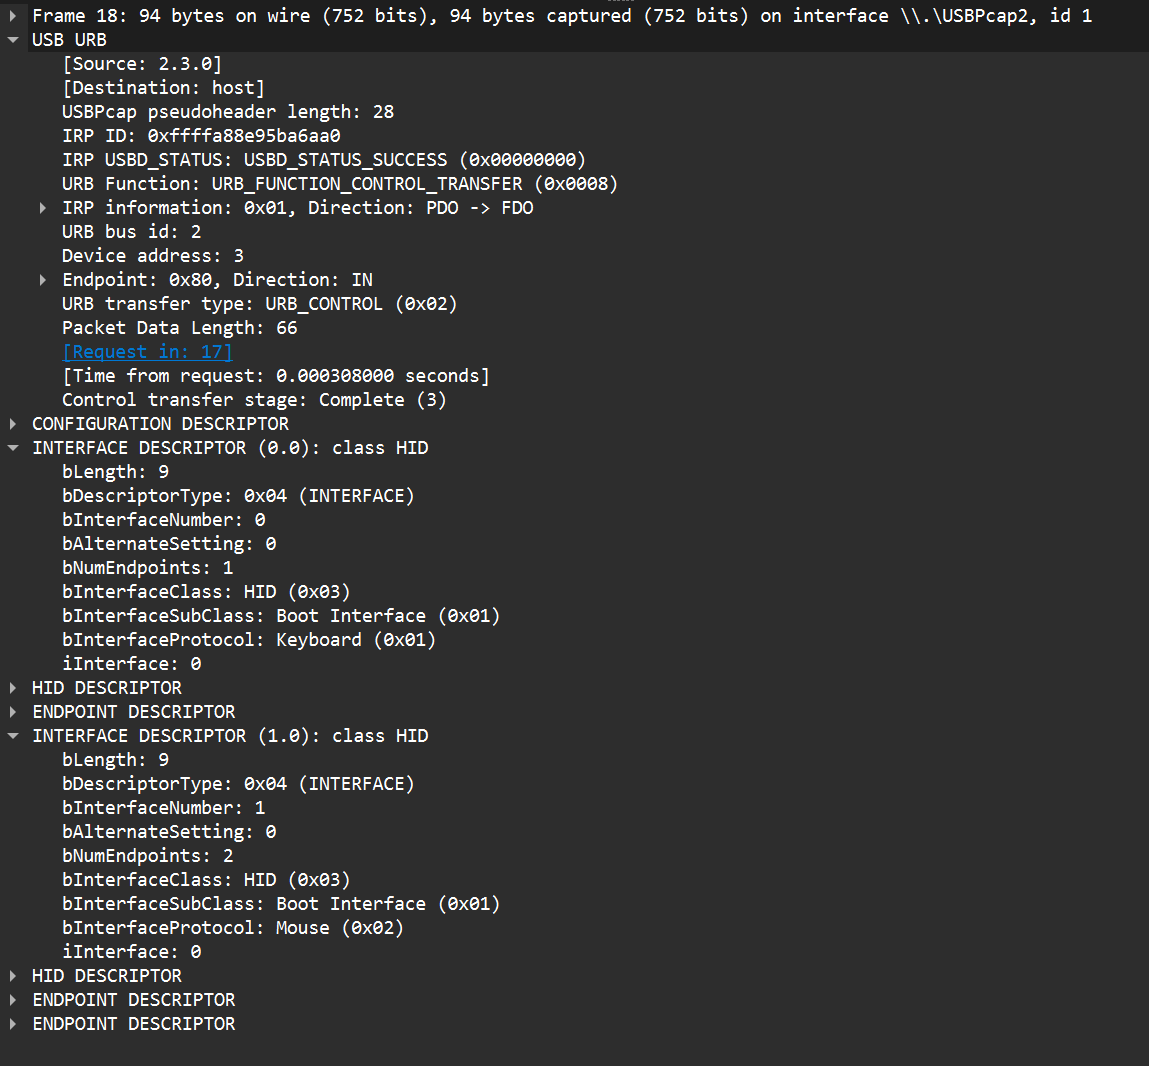 Frame 18: 94 bytes on wire (752 bits), 94 bytes captured (752 bits) on interface \\.\USBPcap2, id 1
USB URB
[Source: 2.3.0]
[Destination: host]
USBPcap pseudoheader length: 28
IRP ID: 0xffffa88e95ba6aa0
IRP USBD_STATUS: USBD_STATUS_SUCCESS (0x00000000)
URB Function: URB_FUNCTION_CONTROL_TRANSFER (0x0008)
IRP information: 0x01, Direction: PDO -> FDO
URB bus id: 2
Device address: 3
Endpoint: 0x80, Direction: IN
URB transfer type: URB_CONTROL (0x02)
Packet Data Length: 66
[Request in: 17]
[Time from request: 0.000308000 seconds]
Control transfer stage: Complete (3)
CONFIGURATION DESCRIPTOR
INTERFACE DESCRIPTOR (0.0): class HID
bLength: 9
bDescriptorType: 0x04 (INTERFACE)
bInterfaceNumber: 0
bAlternateSetting: 0
bNumEndpoints: 1
bInterfaceClass: HID (0x03)
bInterfaceSubClass: Boot Interface (0x01)
bInterfaceProtocol: Keyboard (0x01)
iInterface: 0
HID DESCRIPTOR
ENDPOINT DESCRIPTOR
INTERFACE DESCRIPTOR (1.0): class HID
bLength: 9
bDescriptorType: 0x04 (INTERFACE)
bInterfaceNumber: 1
bAlternateSetting: 0
bNumEndpoints: 2
bInterfaceClass: HID (0x03)
bInterfaceSubClass: Boot Interface (0x01)
bInterfaceProtocol: Mouse (0x02)
iInterface: 0
HID DESCRIPTOR
ENDPOINT DESCRIPTOR
ENDPOINT DESCRIPTOR